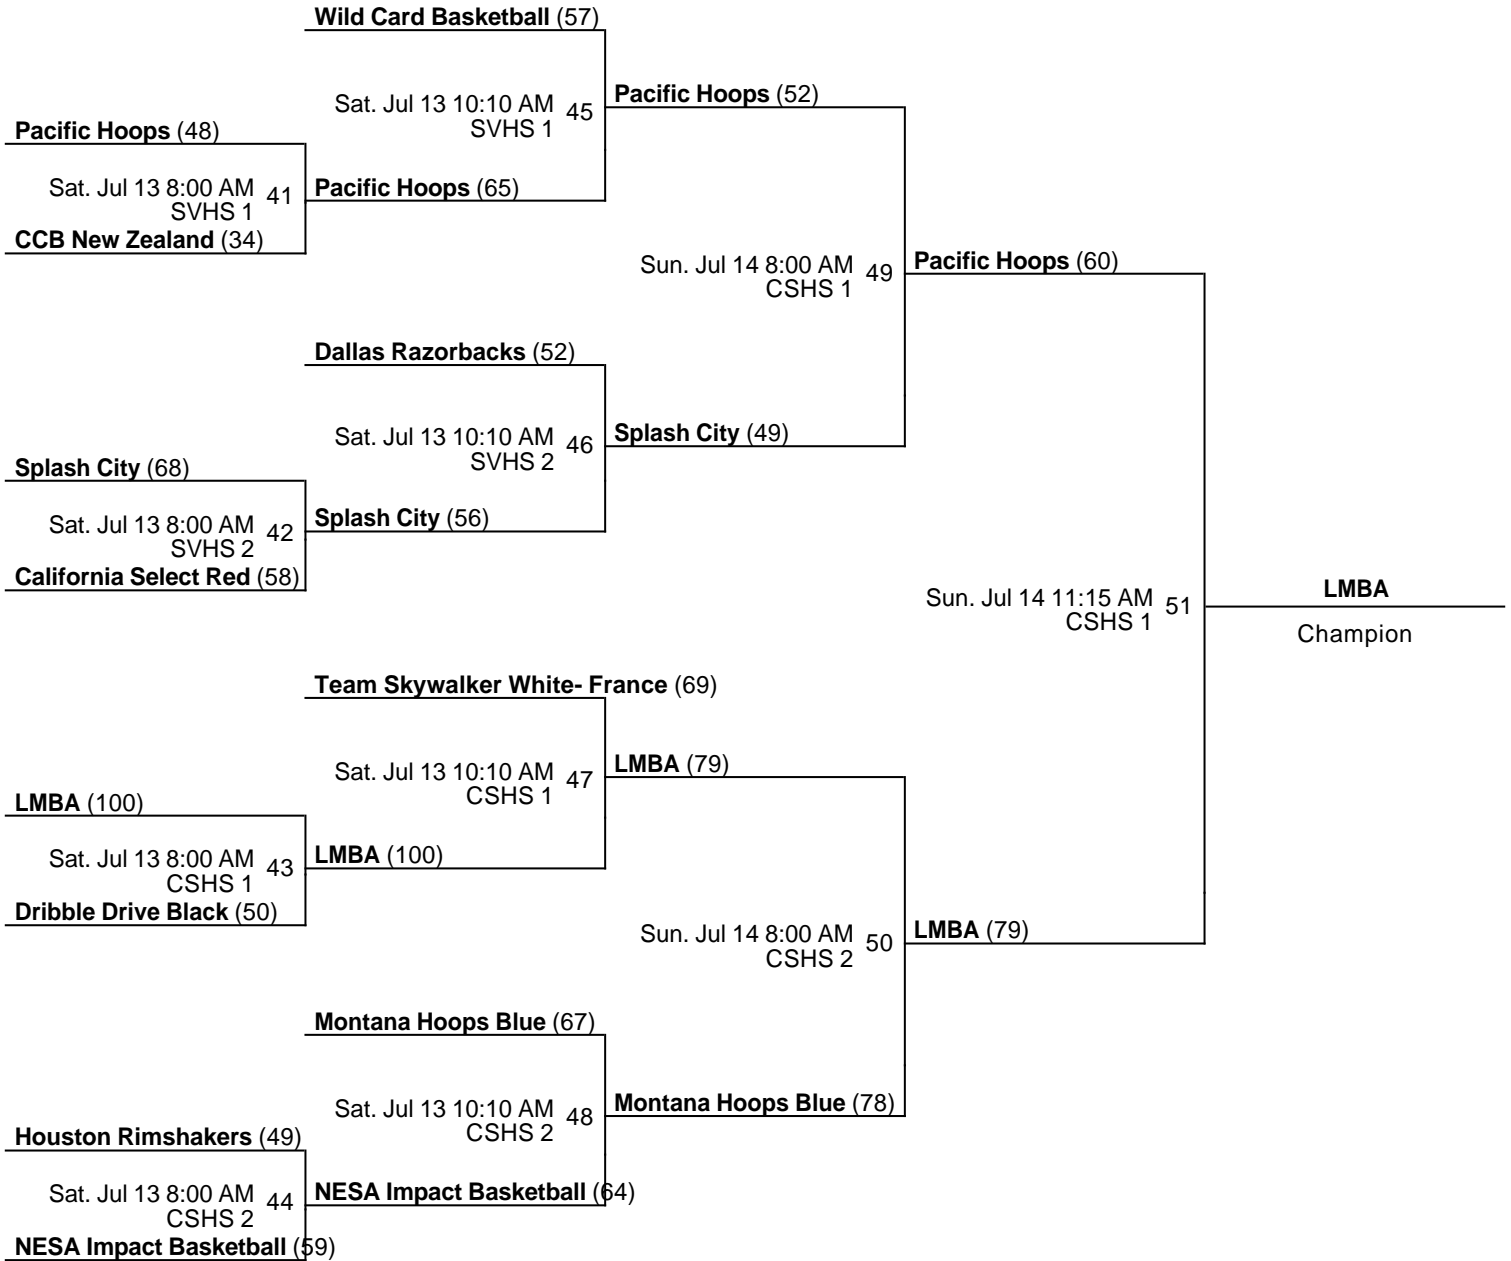 Wild Card Basketball (57)
Sat. Jul 13 10:10 AM 45
SVHS 1
Pacific Hoops (52)
Pacific Hoops (48)
Sat. Jul 13 8:00 AM 41
SVHS 1
Pacific Hoops (65)
CCB New Zealand (34)
Sun. Jul 14 8:00 AM 49
CSHS 1
Pacific Hoops (60)
Dallas Razorbacks (52)
Sat. Jul 13 10:10 AM 46
SVHS 2
Splash City (49)
Splash City (68)
Sat. Jul 13 8:00 AM 42
SVHS 2
Splash City (56)
California Select Red (58)
Sun. Jul 14 11:15 AM 51
CSHS 1
LMBA
Champion
Team Skywalker White- France (69)
Sat. Jul 13 10:10 AM 47
CSHS 1
LMBA (79)
LMBA (100)
Sat. Jul 13 8:00 AM 43
CSHS 1
LMBA (100)
Dribble Drive Black (50)
Sun. Jul 14 8:00 AM 50
CSHS 2
LMBA (79)
Montana Hoops Blue (67)
Sat. Jul 13 10:10 AM 48
CSHS 2
Montana Hoops Blue (78)
Houston Rimshakers (49)
Sat. Jul 13 8:00 AM 44
CSHS 2
NESA Impact Basketball (64)
NESA Impact Basketball (59)